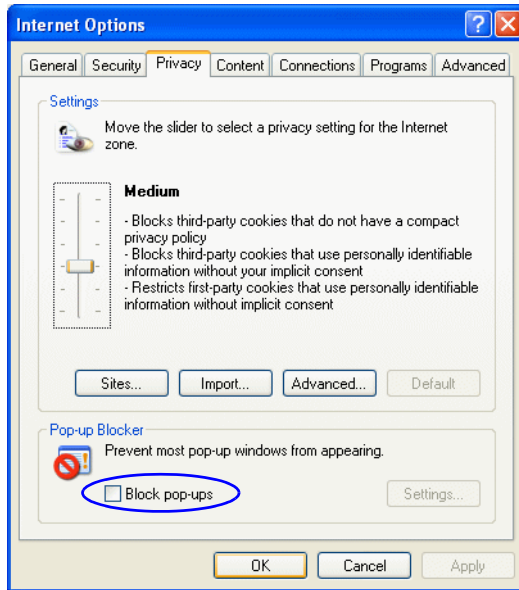 Internet Options
General Security Privacy Content Connections Programs Advanced
Settings
Move the slider to select a privacy setting for the Internet
zone.
Medium
- Blocks third-party cookies that do not have a compact
privacy policy
- Blocks third-party cookies that use personally identifiable
information without your implicit consent
- Restricts first-party cookies that use personally identifiable
information without implicit consent
Sites... Import... Advanced... Default
Pop-up Blocker
Prevent most pop-up windows from appearing.
Block pop-ups Settings...
OK Cancel Apply